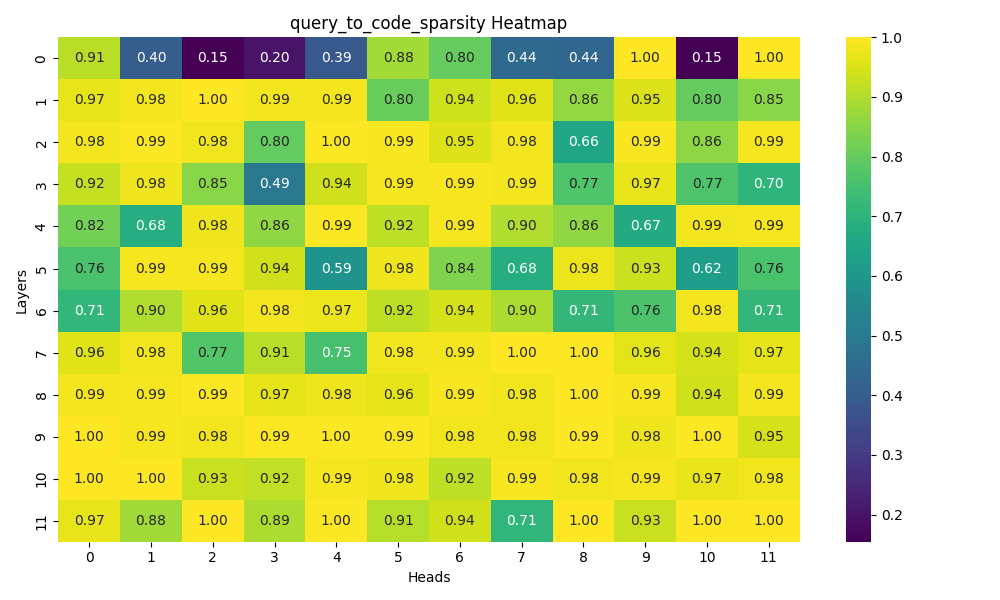 query_to_code_sparsity Heatmap
0 0.91 0.40 0.15 0.20 0.39 0.88 0.80 0.44 0.44 1.00 0.15 1.00
1 0.97 0.98 1.00 0.99 0.99 0.80 0.94 0.96 0.86 0.95 0.80 0.85
2 0.98 0.99 0.98 0.80 1.00 0.99 0.95 0.98 0.66 0.99 0.86 0.99
3 0.92 0.98 0.85 0.49 0.94 0.99 0.99 0.99 0.77 0.97 0.77 0.70
4 0.82 0.68 0.98 0.86 0.99 0.92 0.99 0.90 0.86 0.67 0.99 0.99
5 0.76 0.99 0.99 0.94 0.59 0.98 0.84 0.68 0.98 0.93 0.62 0.76
6 0.71 0.90 0.96 0.98 0.97 0.92 0.94 0.90 0.71 0.76 0.98 0.71
7 0.96 0.98 0.77 0.91 0.75 0.98 0.99 1.00 1.00 0.96 0.94 0.97
8 0.99 0.99 0.99 0.97 0.98 0.96 0.99 0.98 1.00 0.99 0.94 0.99
9 1.00 0.99 0.98 0.99 1.00 0.99 0.98 0.98 0.99 0.98 1.00 0.95
10 1.00 1.00 0.93 0.92 0.99 0.98 0.92 0.99 0.98 0.99 0.97 0.98
11 0.97 0.88 1.00 0.89 1.00 0.91 0.94 0.71 1.00 0.93 1.00 1.00
0 1 2 3 4 5 6 7 8 9 10 11
Heads
Layers
1.0
0.9
0.8
0.7
0.6
0.5
0.4
0.3
0.2